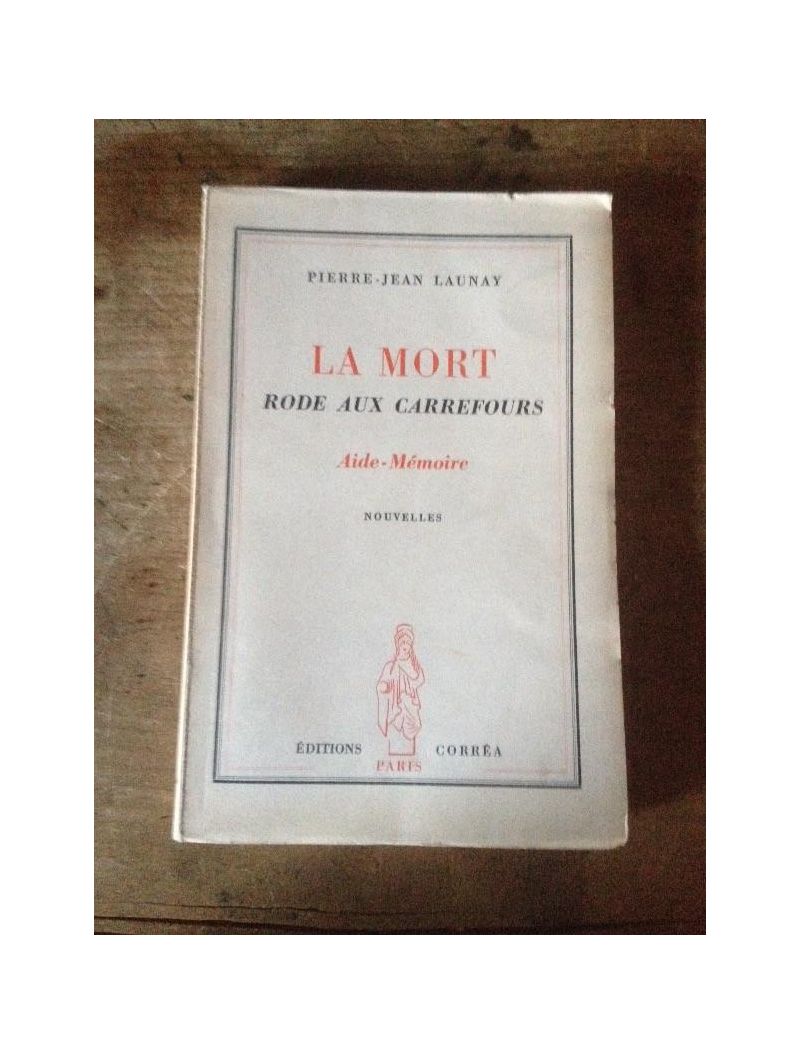 PIERRE-JEAN LAUNAY
LA MORT
RODE AUX CARREFOURS
Aide-Mémoire
NOUVELLES
ÉDITIONS CORRÊA
PARIS